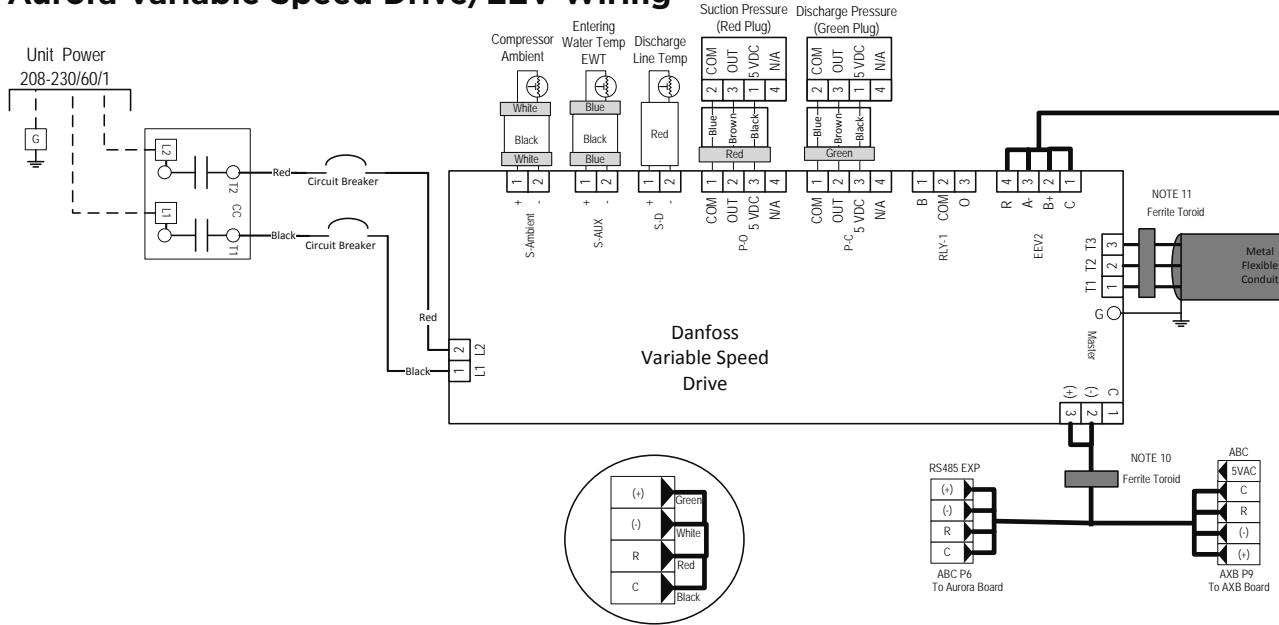 Aurora Variable Speed Drive/EEV Wiring
Unit Power
208-230/60/1
G
L2
L1
T2
CC
T1
Red
Circuit Breaker
Black
Circuit Breaker
Red
Black
2
L2
1
L1
Compressor
Ambient
White
Black
White
1
2
+
-
S-Ambient
Entering
Water Temp
EWT
Blue
Black
Blue
1
2
+
-
S-AUX
Discharge
Line Temp
Red
1
2
+
-
S-D
Suction Pressure
(Red Plug)
COM
OUT
5 VDC
N/A
2
3
1
4
Blue
Brown
Black
Red
1
2
3
4
COM
OUT
5 VDC
N/A
P-O
Discharge Pressure
(Green Plug)
COM
OUT
5 VDC
N/A
2
3
1
4
Blue
Brown
Black
Green
1
2
3
4
COM
OUT
5 VDC
N/A
P-C
1
2
3
B
COM
O
RLY-1
4
3
2
1
R
A-
B+
C
EEV2
NOTE 11
Ferrite Toroid
T3
3
T2
2
T1
1
G
Metal
Flexible
Conduit
Danfoss
Variable Speed
Drive
Master
(+)
(-)
C
3
2
1
NOTE 10
Ferrite Toroid
RS485 EXP
(+)
(-)
R
C
ABC P6
To Aurora Board
ABC
5VAC
C
R
(-)
(+)
AXB P9
To AXB Board
(+)
Green
(-)
White
R
Red
C
Black